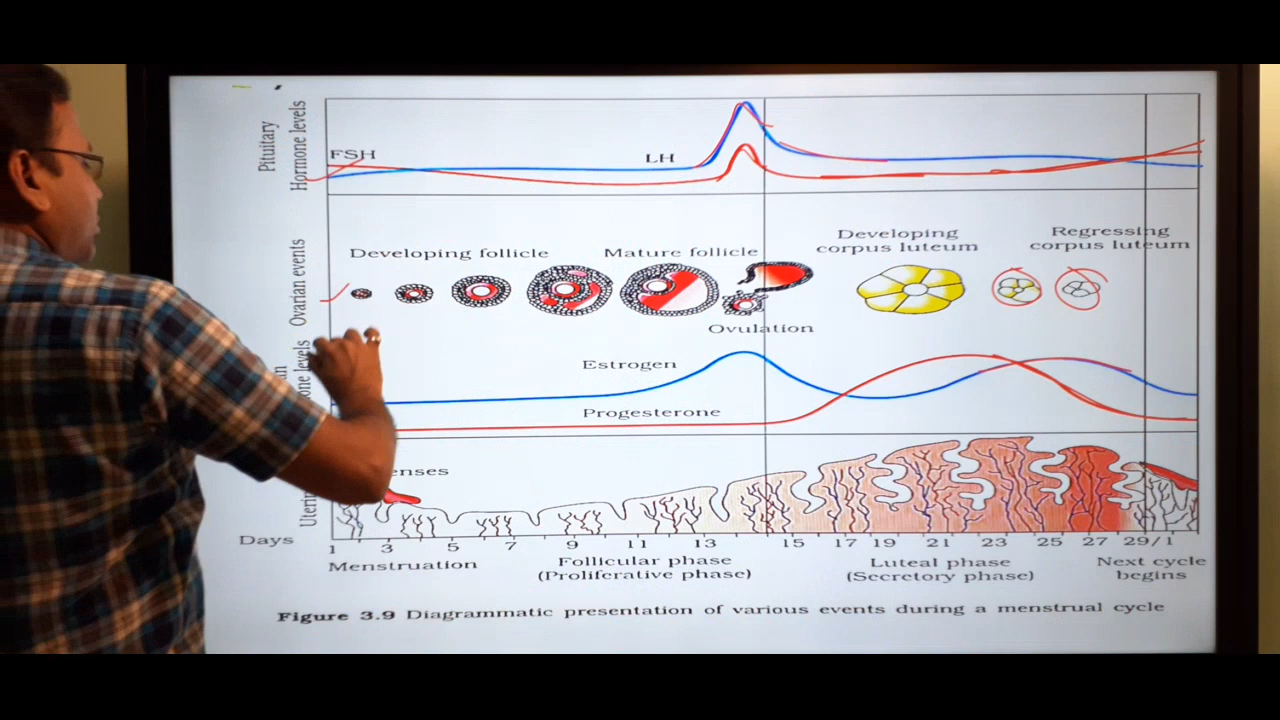 Pituitary
Hormone levels
FSH
LH
Ovarian events
Developing follicle
Mature follicle
Developing
corpus luteum
Regressing
corpus luteum
Ovulation
Estrogen
Progesterone
levels
Days
1 3 5 7 9 11 13 15 17 19 21 23 25 27 29/1
Menstruation
Follicular phase
(Proliferative phase)
Luteal phase
(Secretory phase)
Next cycle
begins
Figure 3.9 Diagrammatic presentation of various events during a menstrual cycle